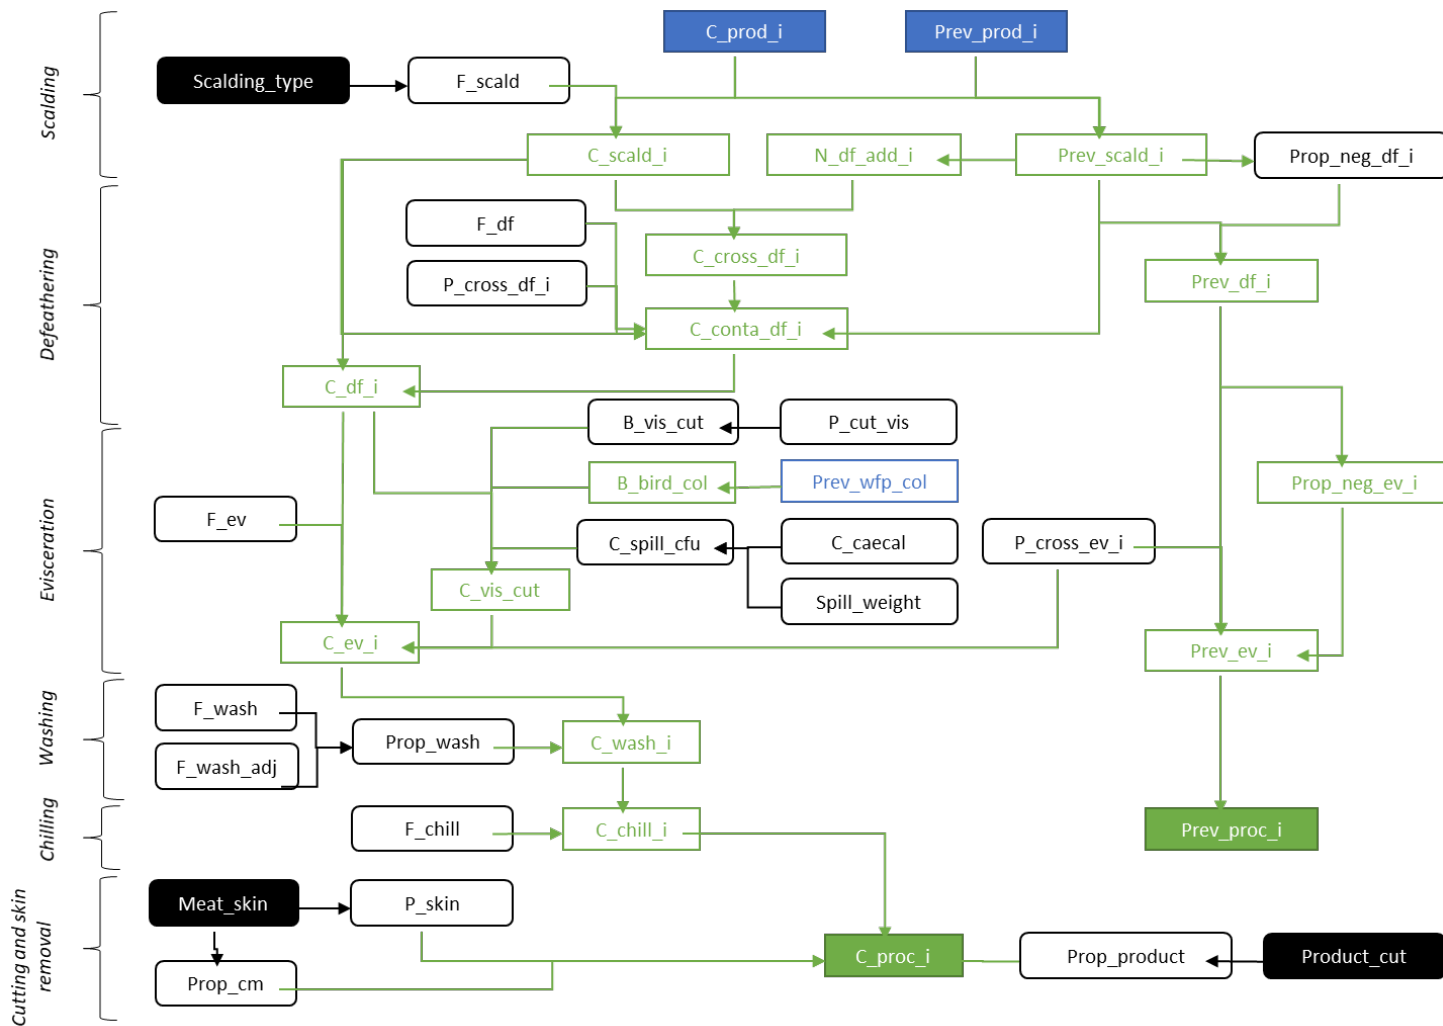 C_prod_i
Prev_prod_i
Scalding
Scalding_type
F_scald
C_scald_i
N_df_add_i
Prev_scald_i
Prop_neg_df_i
Defeathering
F_df
C_cross_df_i
P_cross_df_i
Prev_df_i
C_conta_df_i
C_df_i
Evisceration
B_vis_cut
P_cut_vis
B_bird_col
Prev_wfp_col
Prop_neg_ev_i
F_ev
C_spill_cfu
C_caecal
P_cross_ev_i
C_vis_cut
Spill_weight
C_ev_i
Prev_ev_i
Washing
F_wash
Prop_wash
C_wash_i
F_wash_adj
Chilling
F_chill
C_chill_i
Prev_proc_i
Cutting and skin
removal
Meat_skin
P_skin
C_proc_i
Prop_product
Product_cut
Prop_cm